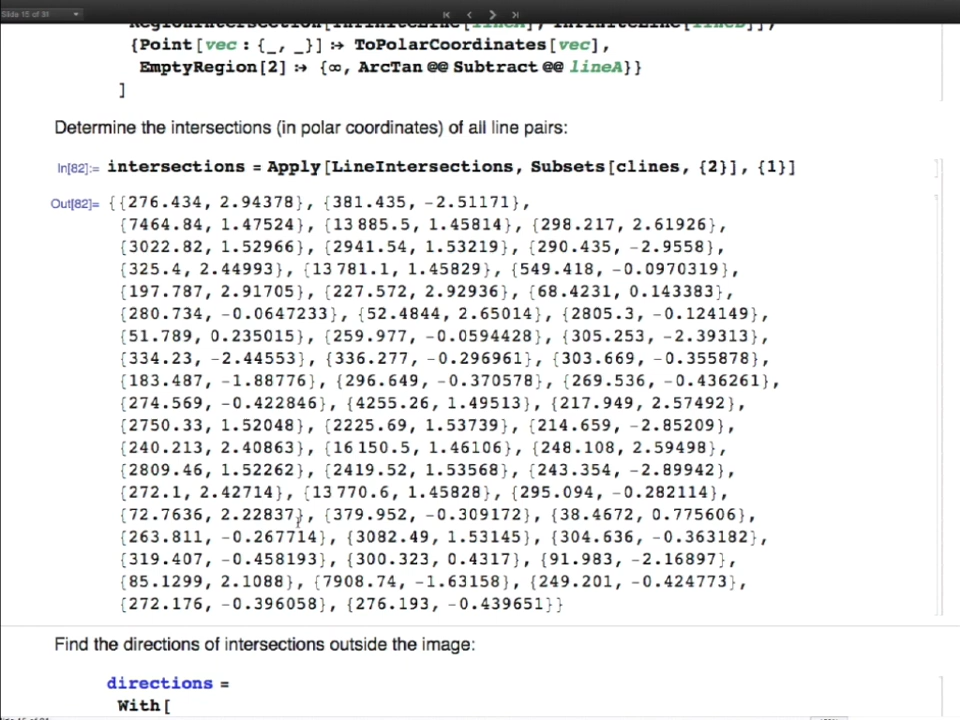 Slide 15 of 31
RegionIntersection[InfiniteLine[lineA], InfiniteLine[lineB]],
{Point[vec : {_, _}] :> ToPolarCoordinates[vec],
EmptyRegion[2] :> {∞, ArcTan @@ Subtract @@ lineA}}
]
Determine the intersections (in polar coordinates) of all line pairs:
In[82]:= intersections = Apply[LineIntersections, Subsets[clines, {2}], {1}]
Out[82]= {{276.434, 2.94378}, {381.435, -2.51171},
{7464.84, 1.47524}, {13885.5, 1.45814}, {298.217, 2.61926},
{3022.82, 1.52966}, {2941.54, 1.53219}, {290.435, -2.9558},
{325.4, 2.44993}, {13781.1, 1.45829}, {549.418, -0.0970319},
{197.787, 2.91705}, {227.572, 2.92936}, {68.4231, 0.143383},
{280.734, -0.0647233}, {52.4844, 2.65014}, {2805.3, -0.124149},
{51.789, 0.235015}, {259.977, -0.0594428}, {305.253, -2.39313},
{334.23, -2.44553}, {336.277, -0.296961}, {303.669, -0.355878},
{183.487, -1.88776}, {296.649, -0.370578}, {269.536, -0.436261},
{274.569, -0.422846}, {4255.26, 1.49513}, {217.949, 2.57492},
{2750.33, 1.52048}, {2225.69, 1.53739}, {214.659, -2.85209},
{240.213, 2.40863}, {16150.5, 1.46106}, {248.108, 2.59498},
{2809.46, 1.52262}, {2419.52, 1.53568}, {243.354, -2.89942},
{272.1, 2.42714}, {13770.6, 1.45828}, {295.094, -0.282114},
{72.7636, 2.22837}, {379.952, -0.309172}, {38.4672, 0.775606},
{263.811, -0.267714}, {3082.49, 1.53145}, {304.636, -0.363182},
{319.407, -0.458193}, {300.323, 0.4317}, {91.983, -2.16897},
{85.1299, 2.1088}, {7908.74, -1.63158}, {249.201, -0.424773},
{272.176, -0.396058}, {276.193, -0.439651}}
Find the directions of intersections outside the image:
directions =
With[